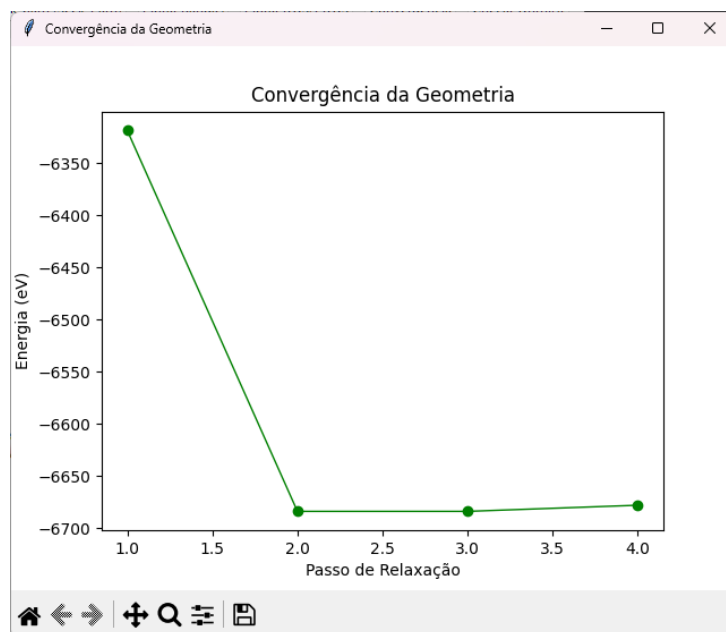 Convergência da Geometria
Convergência da Geometria
−6350
−6400
−6450
−6500
−6550
−6600
−6650
−6700
Energia (eV)
1.0 1.5 2.0 2.5 3.0 3.5 4.0
Passo de Relaxação